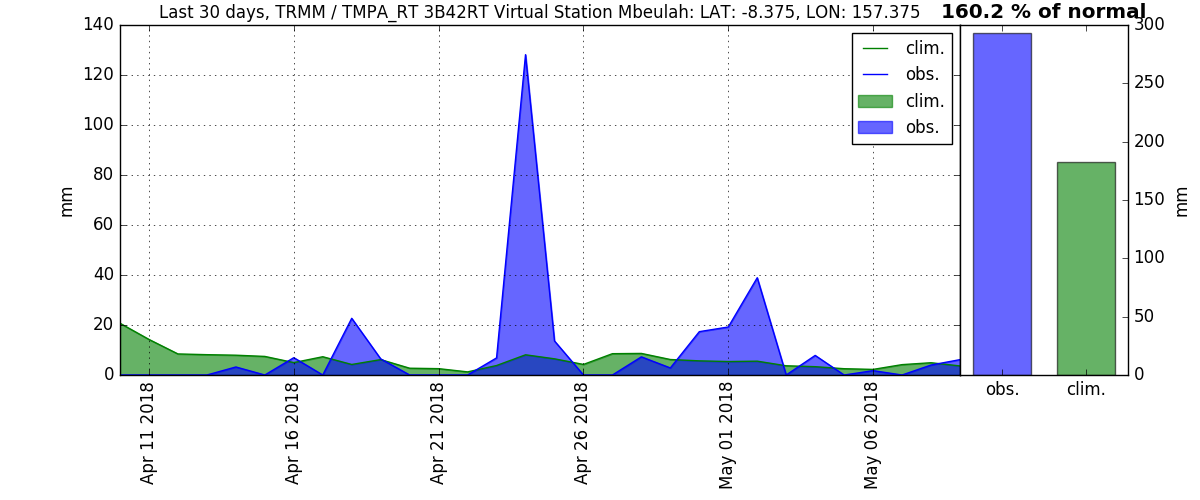 Last 30 days, TRMM / TMPA_RT 3B42RT Virtual Station Mbeulah: LAT: -8.375, LON: 157.375
160.2 % of normal
140
120
100
80
60
40
20
0
mm
clim.
obs.
clim.
obs.
300
250
200
150
100
50
0
mm
obs.
clim.
Apr 11 2018
Apr 16 2018
Apr 21 2018
Apr 26 2018
May 01 2018
May 06 2018